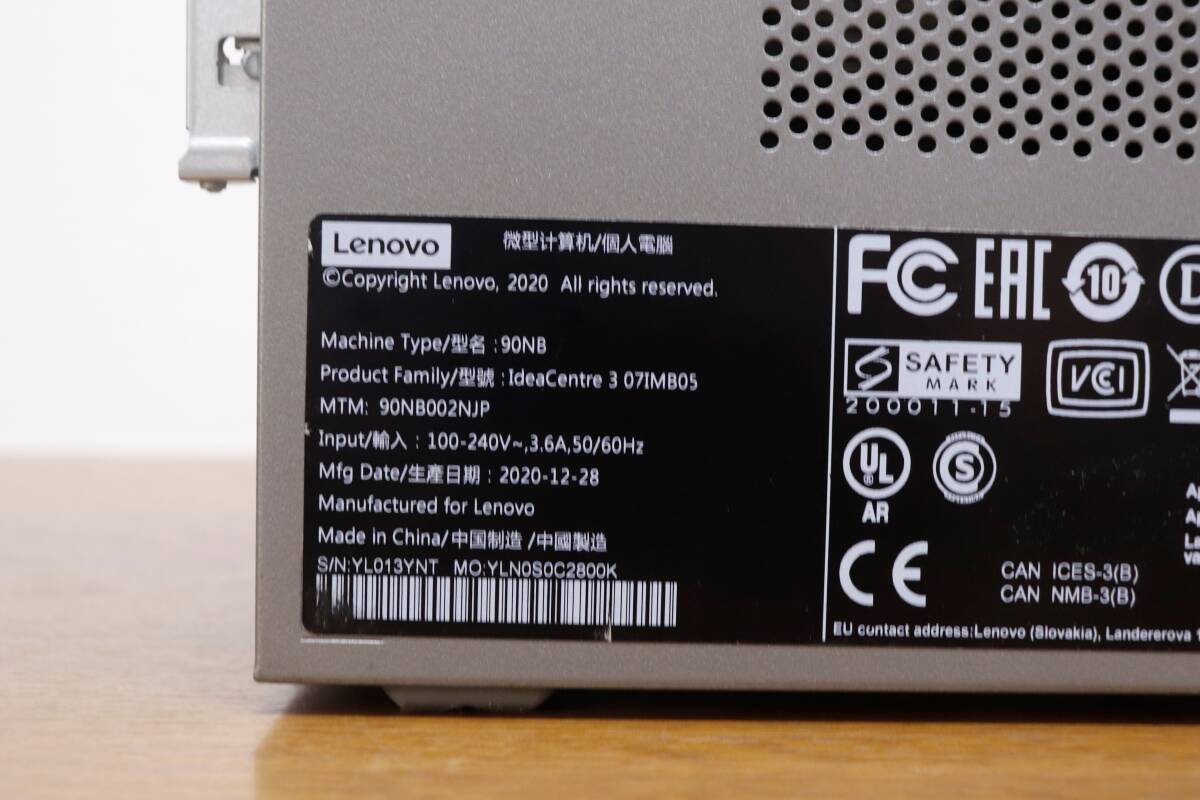 Lenovo 微型计算机/個人電腦
©Copyright Lenovo, 2020 All rights reserved.
Machine Type/型名 : 90NB
Product Family/型號 : IdeaCentre 3 07IMB05
MTM: 90NB002NJP
Input/輸入 : 100-240V~,3.6A,50/60Hz
Mfg Date/生產日期 : 2020-12-28
Manufactured for Lenovo
Made in China/中国制造 /中國製造
S/N:YL013YNT MO:YLN0S0C2800K
FC EAC 10
SAFETY
MARK
200011-15
VCCI
UL
®
AR
S
CE
CAN ICES-3(B)
CAN NMB-3(B)
EU contact address:Lenovo (Slovakia), Landererova